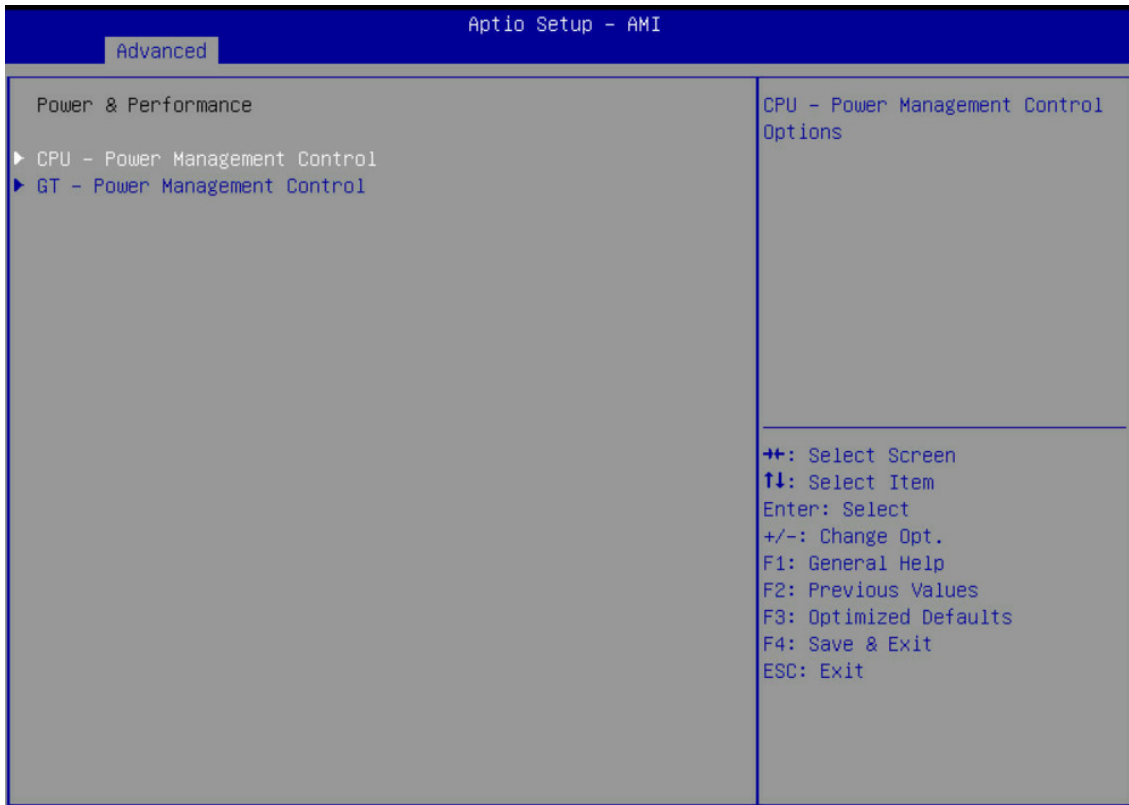 Aptio Setup - AMI
Advanced
Power & Performance
CPU - Power Management Control
GT - Power Management Control
CPU - Power Management Control
Options
→←: Select Screen
↑↓: Select Item
Enter: Select
+/-: Change Opt.
F1: General Help
F2: Previous Values
F3: Optimized Defaults
F4: Save & Exit
ESC: Exit